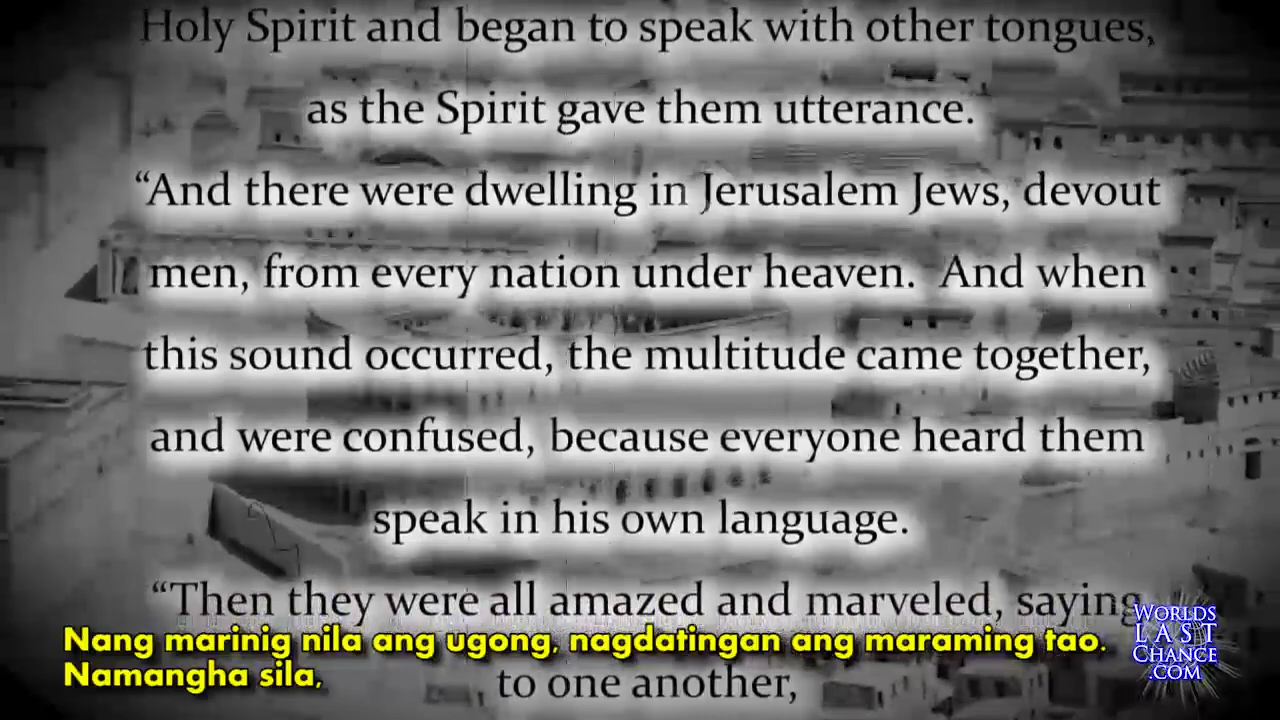 Holy Spirit and began to speak with other tongues,
as the Spirit gave them utterance.
“And there were dwelling in Jerusalem Jews, devout
men, from every nation under heaven. And when
this sound occurred, the multitude came together,
and were confused, because everyone heard them
speak in his own language.
“Then they were all amazed and marveled, saying
to one another,
Nang marinig nila ang ugong, nagdatingan ang maraming tao.
Namangha sila,
WORLDS
LAST
CHANCE
.COM